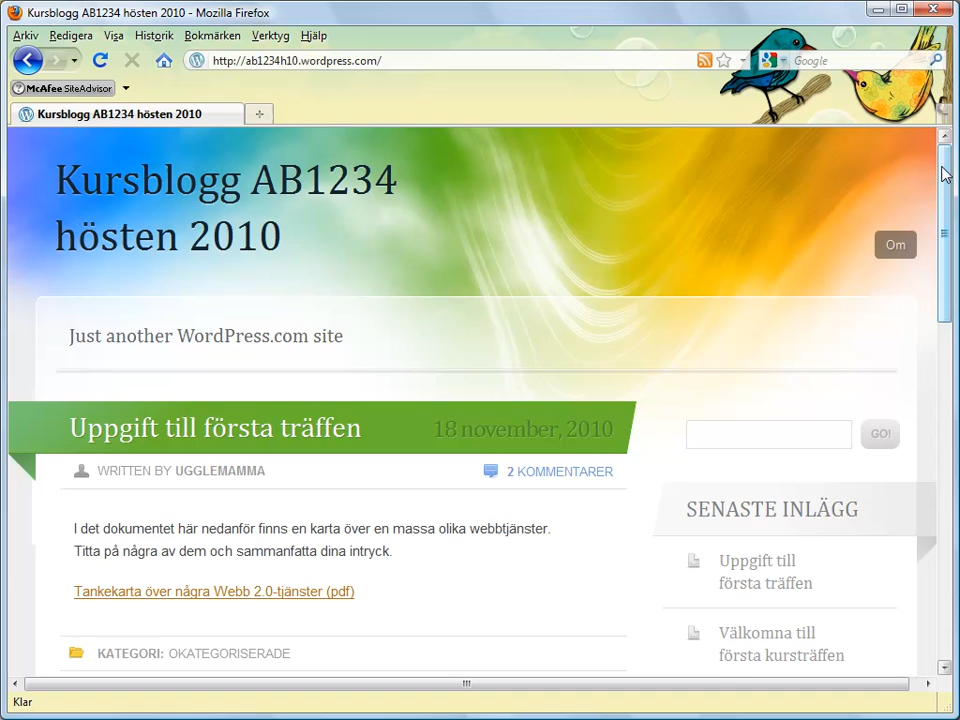 Kursblogg AB1234 hösten 2010 - Mozilla Firefox
Arkiv Redigera Visa Historik Bokmärken Verktyg Hjälp
http://ab1234h10.wordpress.com/ Google
McAfee SiteAdvisor
Kursblogg AB1234 hösten 2010
Kursblogg AB1234
hösten 2010
Om
Just another WordPress.com site
Uppgift till första träffen 18 november, 2010
GO!
WRITTEN BY UGGLEMAMMA 2 KOMMENTARER
SENASTE INLÄGG
I det dokumentet här nedanför finns en karta över en massa olika webbtjänster.
Titta på några av dem och sammanfatta dina intryck.
Uppgift till
första träffen
Tankekarta över några Webb 2.0-tjänster (pdf)
Välkomna till
första kursträffen
KATEGORI: OKATEGORISERADE
Klar